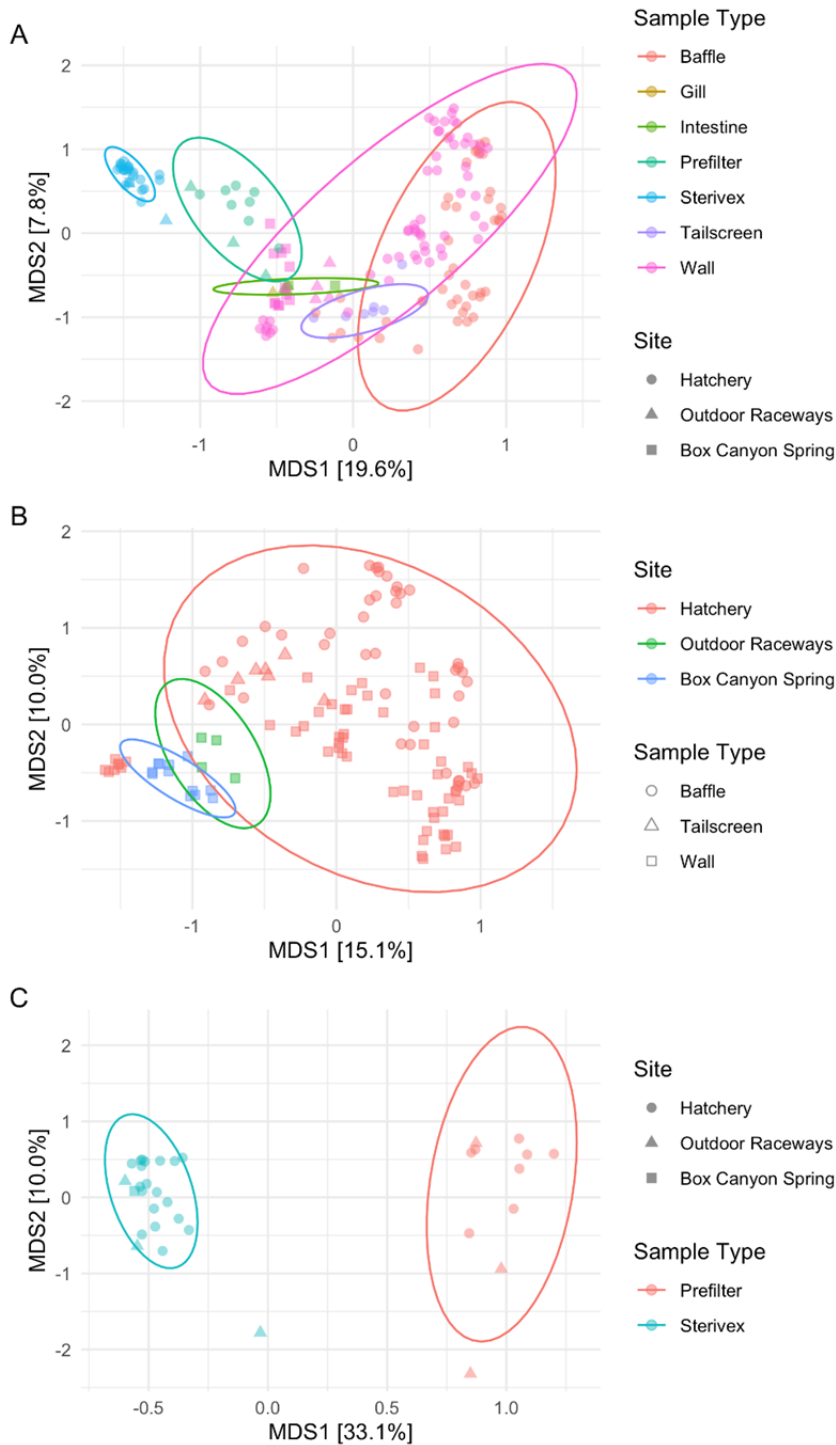 A
2
1
0
-1
-2
MDS2 [7.8%]
-1
0
1
MDS1 [19.6%]
Sample Type
Baffle
Gill
Intestine
Prefilter
Sterivex
Tailscreen
Wall
Site
Hatchery
Outdoor Raceways
Box Canyon Spring
B
2
1
0
-1
MDS2 [10.0%]
-1
0
1
MDS1 [15.1%]
Site
Hatchery
Outdoor Raceways
Box Canyon Spring
Sample Type
Baffle
Tailscreen
Wall
C
2
1
0
-1
-2
MDS2 [10.0%]
-0.5
0.0
0.5
1.0
MDS1 [33.1%]
Site
Hatchery
Outdoor Raceways
Box Canyon Spring
Sample Type
Prefilter
Sterivex